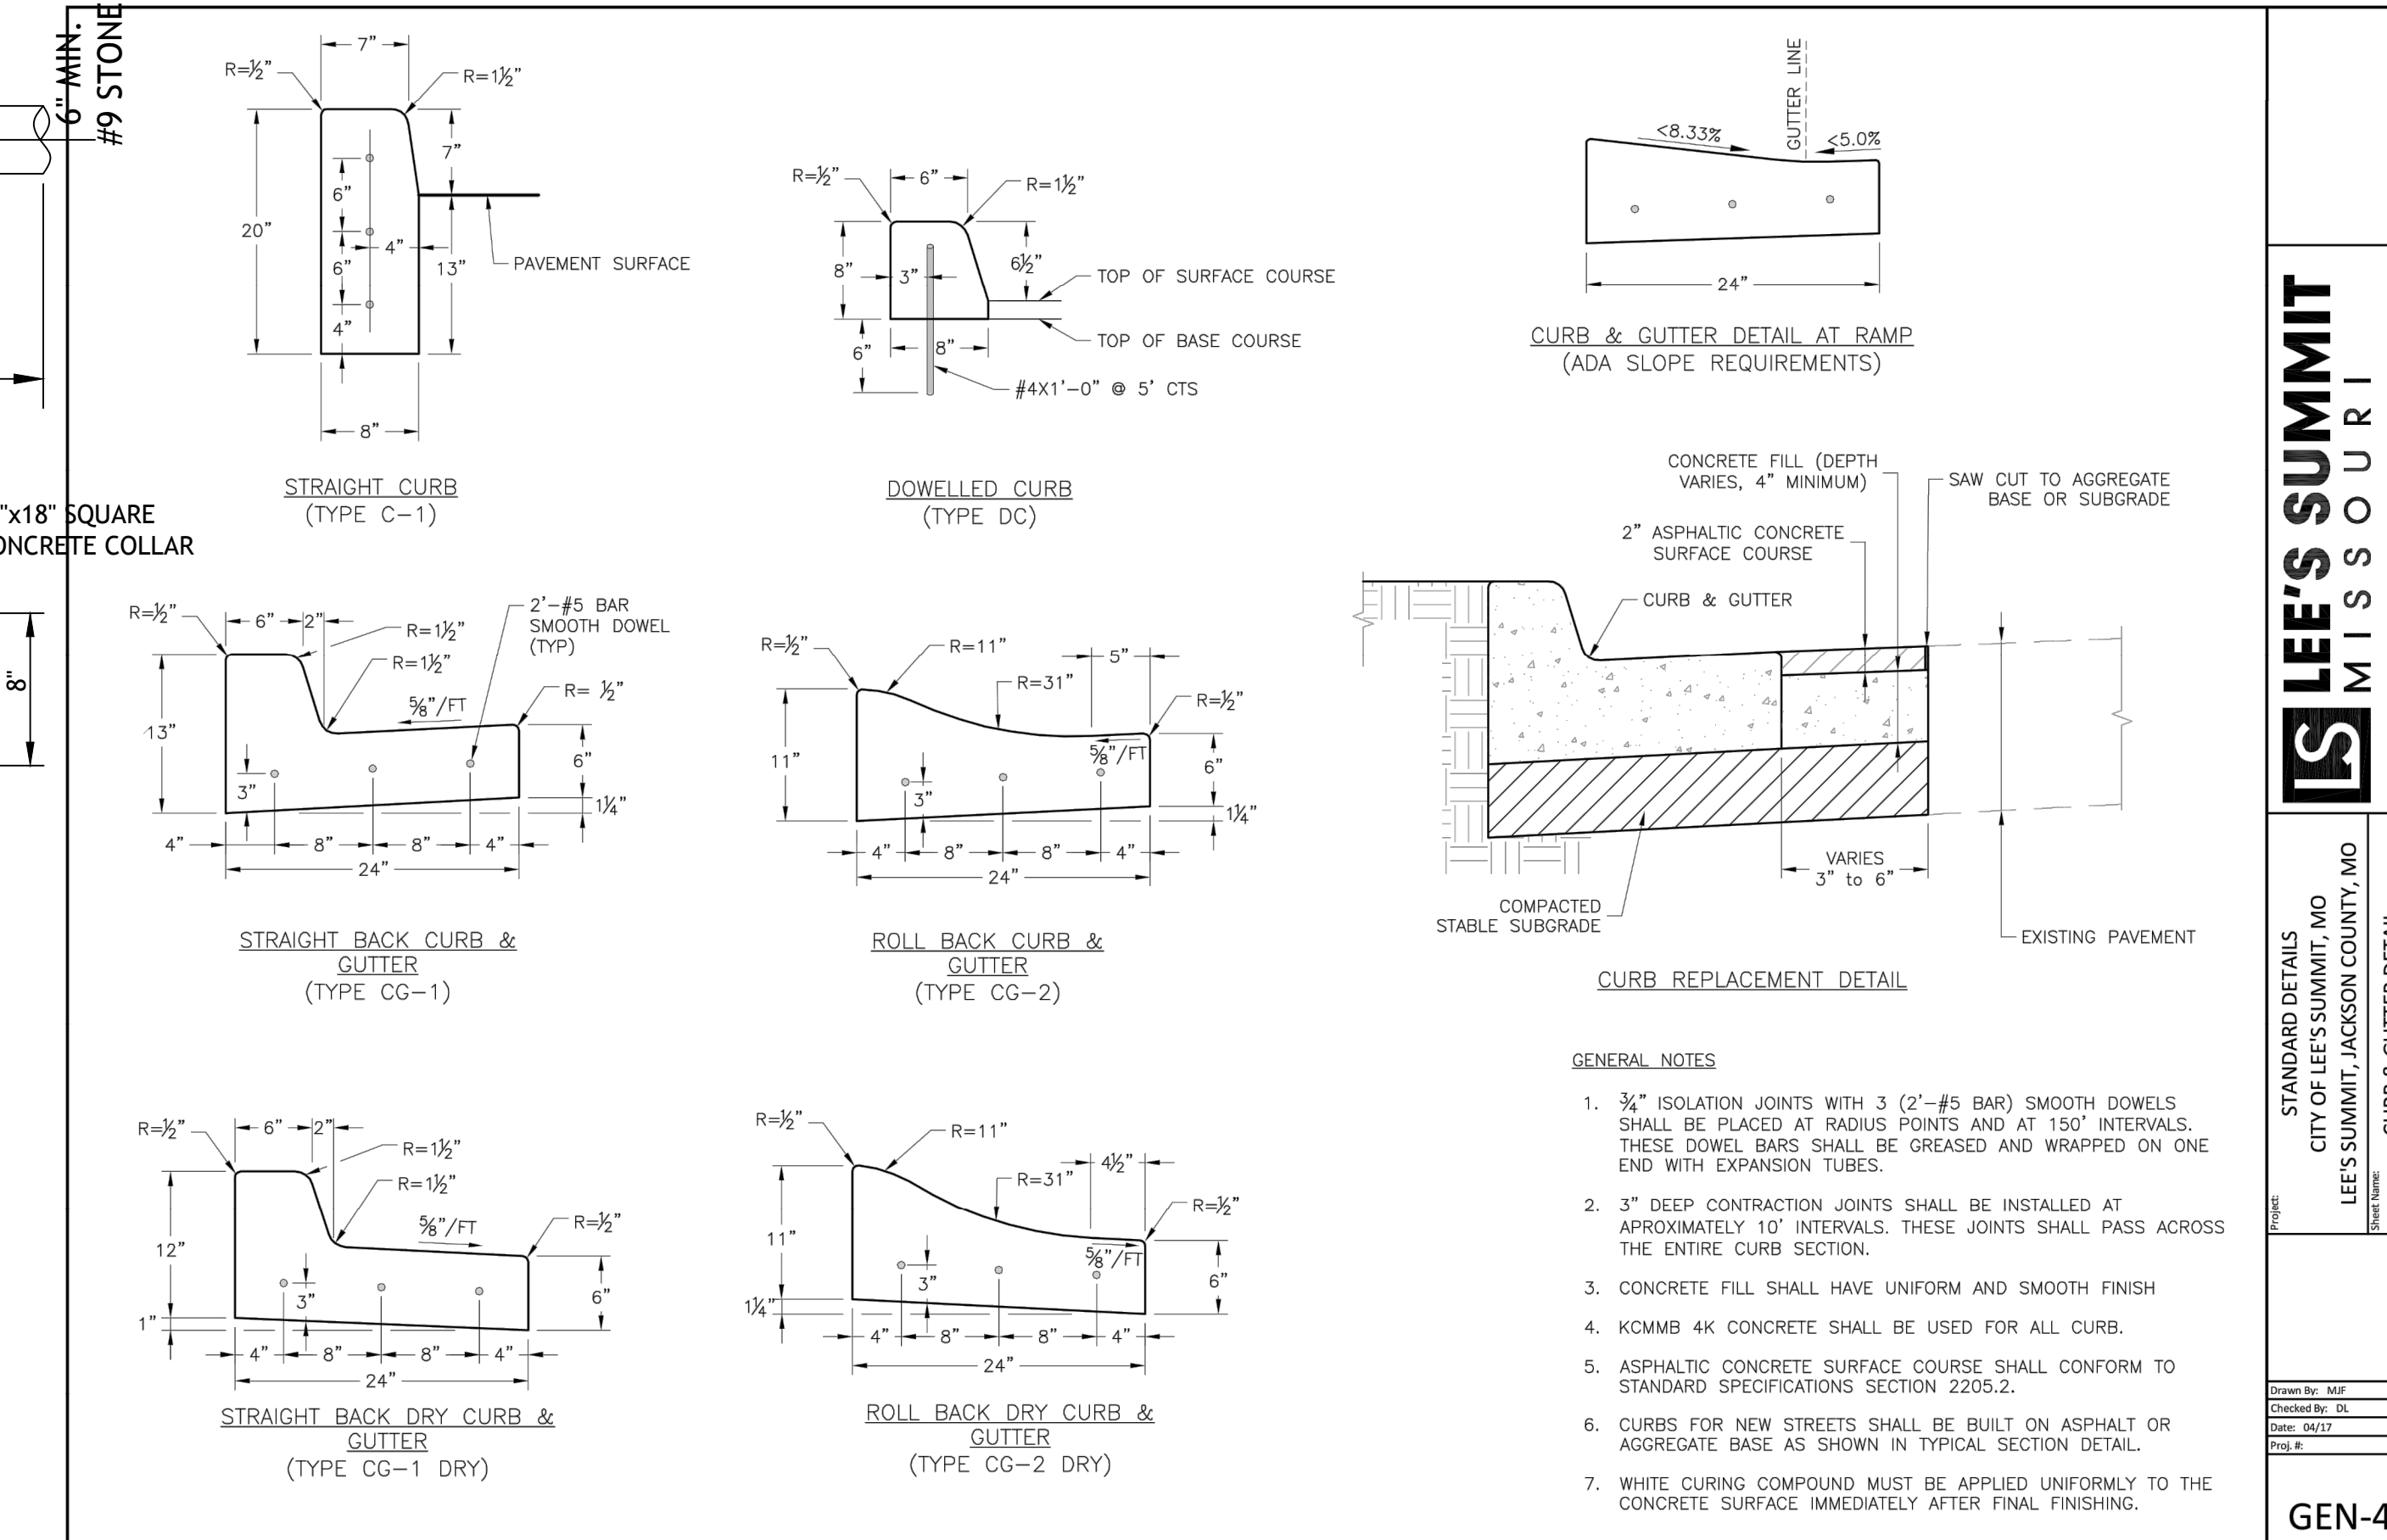 6" MIN.
#9 STONE
"x18" SQUARE
ONCRETE COLLAR
8"
7"
R=½"
R=1½"
20"
6"
6"
4"
4"
7"
13"
PAVEMENT SURFACE
8"
STRAIGHT CURB
(TYPE C-1)
R=½"
6"
R=1½"
8"
3"
6½"
TOP OF SURFACE COURSE
TOP OF BASE COURSE
6"
8"
#4X1'-0" @ 5' CTS
DOWELLED CURB
(TYPE DC)
GUTTER LINE
<8.33%
<5.0%
24"
CURB & GUTTER DETAIL AT RAMP
(ADA SLOPE REQUIREMENTS)
R=½"
6"
2"
R=1½"
R=1½"
2'-#5 BAR
SMOOTH DOWEL
(TYP)
⅝"/FT
R= ½"
13"
3"
6"
1¼"
4"
8"
8"
4"
24"
STRAIGHT BACK CURB &
GUTTER
(TYPE CG-1)
R=½"
R=11"
R=31"
5"
R=½"
⅝"/FT
11"
3"
6"
1¼"
4"
8"
8"
4"
24"
ROLL BACK CURB &
GUTTER
(TYPE CG-2)
CONCRETE FILL (DEPTH
VARIES, 4" MINIMUM)
SAW CUT TO AGGREGATE
BASE OR SUBGRADE
2" ASPHALTIC CONCRETE
SURFACE COURSE
CURB & GUTTER
VARIES
3" to 6"
COMPACTED
STABLE SUBGRADE
EXISTING PAVEMENT
CURB REPLACEMENT DETAIL
R=½"
6"
2"
R=1½"
R=1½"
⅝"/FT
R=½"
12"
3"
6"
1"
4"
8"
8"
4"
24"
STRAIGHT BACK DRY CURB &
GUTTER
(TYPE CG-1 DRY)
R=½"
R=11"
R=31"
4½"
R=½"
⅝"/FT
11"
3"
6"
1¼"
4"
8"
8"
4"
24"
ROLL BACK DRY CURB &
GUTTER
(TYPE CG-2 DRY)
GENERAL NOTES
1. ¾" ISOLATION JOINTS WITH 3 (2'-#5 BAR) SMOOTH DOWELS
SHALL BE PLACED AT RADIUS POINTS AND AT 150' INTERVALS.
THESE DOWEL BARS SHALL BE GREASED AND WRAPPED ON ONE
END WITH EXPANSION TUBES.
2. 3" DEEP CONTRACTION JOINTS SHALL BE INSTALLED AT
APROXIMATELY 10' INTERVALS. THESE JOINTS SHALL PASS ACROSS
THE ENTIRE CURB SECTION.
3. CONCRETE FILL SHALL HAVE UNIFORM AND SMOOTH FINISH
4. KCMMB 4K CONCRETE SHALL BE USED FOR ALL CURB.
5. ASPHALTIC CONCRETE SURFACE COURSE SHALL CONFORM TO
STANDARD SPECIFICATIONS SECTION 2205.2.
6. CURBS FOR NEW STREETS SHALL BE BUILT ON ASPHALT OR
AGGREGATE BASE AS SHOWN IN TYPICAL SECTION DETAIL.
7. WHITE CURING COMPOUND MUST BE APPLIED UNIFORMLY TO THE
CONCRETE SURFACE IMMEDIATELY AFTER FINAL FINISHING.
LS LEE'S SUMMIT
MISSOURI
Project:
STANDARD DETAILS
CITY OF LEE'S SUMMIT, MO
LEE'S SUMMIT, JACKSON COUNTY, MO
Sheet Name:
Drawn By: MJF
Checked By: DL
Date: 04/17
Proj. #:
GEN-4